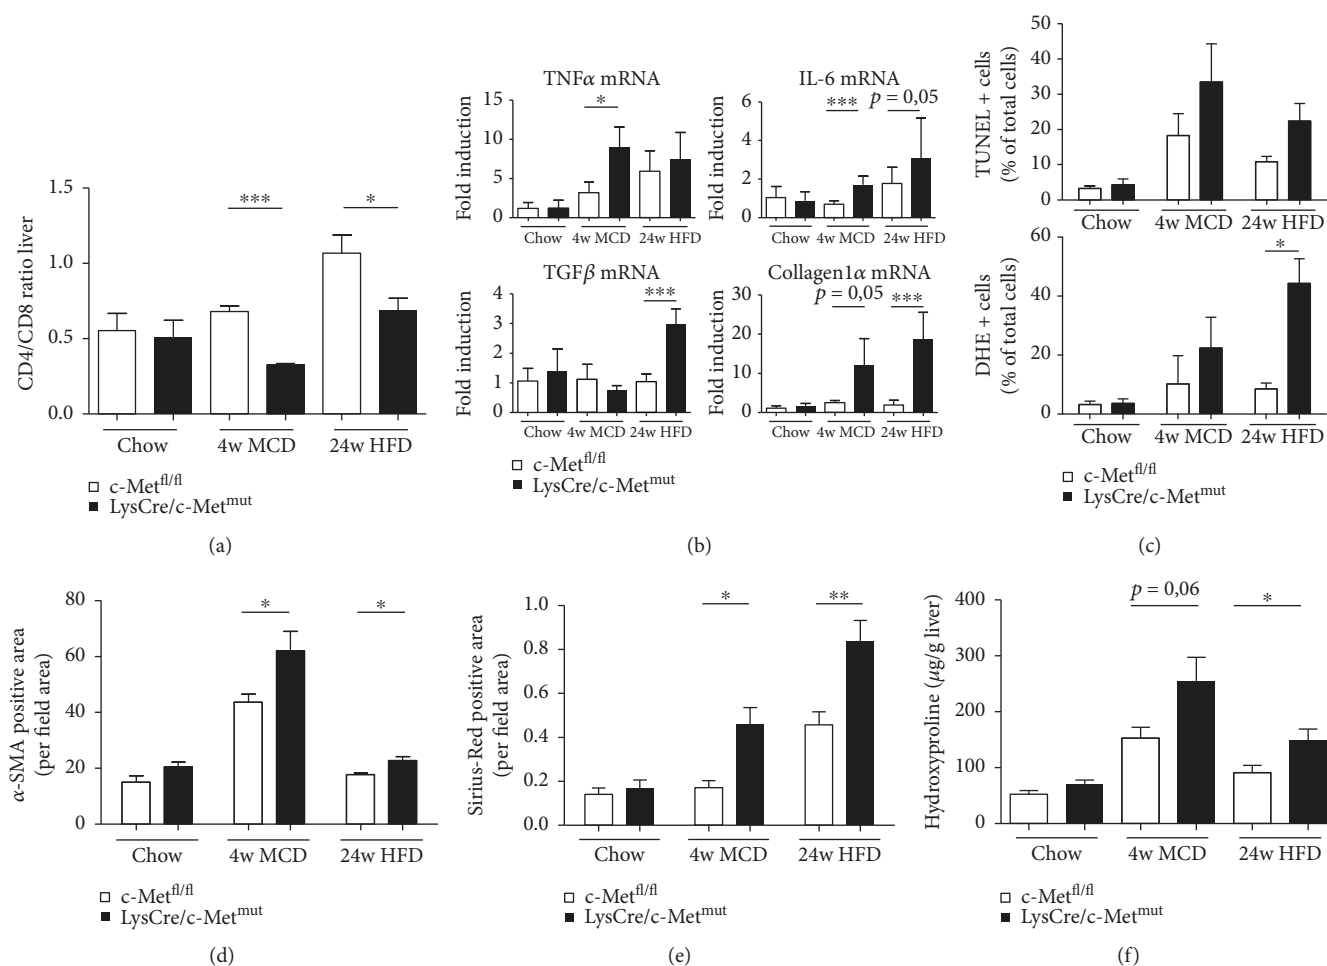 CD4/CD8 ratio liver
1.5
1.0
0.5
0.0
***
*
Chow
4w MCD
24w HFD
c-Met^fl/fl
LysCre/c-Met^mut
(a)
TNFα mRNA
Fold induction
15
10
5
0
*
Chow
4w MCD
24w HFD
IL-6 mRNA
Fold induction
6
4
2
0
***
p = 0,05
Chow
4w MCD
24w HFD
TGFβ mRNA
Fold induction
4
3
2
1
0
***
Chow
4w MCD
24w HFD
Collagen1α mRNA
Fold induction
30
20
10
0
p = 0,05
***
Chow
4w MCD
24w HFD
c-Met^fl/fl
LysCre/c-Met^mut
(b)
TUNEL + cells
(% of total cells)
50
40
30
20
10
0
Chow
4w MCD
24w HFD
DHE + cells
(% of total cells)
60
40
20
0
*
Chow
4w MCD
24w HFD
c-Met^fl/fl
LysCre/c-Met^mut
(c)
α-SMA positive area
(per field area)
80
60
40
20
0
*
*
Chow
4w MCD
24w HFD
c-Met^fl/fl
LysCre/c-Met^mut
(d)
Sirius-Red positive area
(per field area)
1.0
0.8
0.6
0.4
0.2
0.0
*
**
Chow
4w MCD
24w HFD
c-Met^fl/fl
LysCre/c-Met^mut
(e)
Hydroxyproline (μg/g liver)
400
300
200
100
0
p = 0,06
*
Chow
4w MCD
24w HFD
c-Met^fl/fl
LysCre/c-Met^mut
(f)